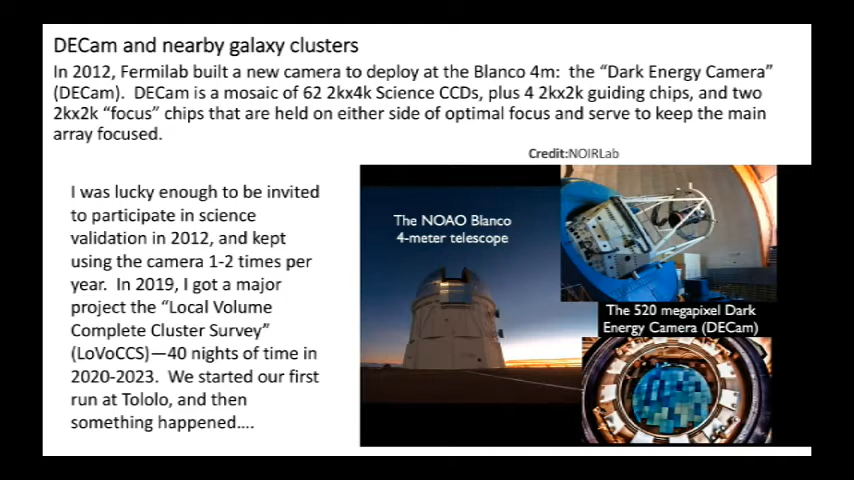 DECam and nearby galaxy clusters
In 2012, Fermilab built a new camera to deploy at the Blanco 4m: the “Dark Energy Camera”
(DECam). DECam is a mosaic of 62 2kx4k Science CCDs, plus 4 2kx2k guiding chips, and two
2kx2k “focus” chips that are held on either side of optimal focus and serve to keep the main
array focused.
Credit:NOIRLab
I was lucky enough to be invited
to participate in science
validation in 2012, and kept
using the camera 1-2 times per
year. In 2019, I got a major
project the “Local Volume
Complete Cluster Survey”
(LoVoCCS)—40 nights of time in
2020-2023. We started our first
run at Tololo, and then
something happened....
The NOAO Blanco
4-meter telescope
The 520 megapixel Dark
Energy Camera (DECam)